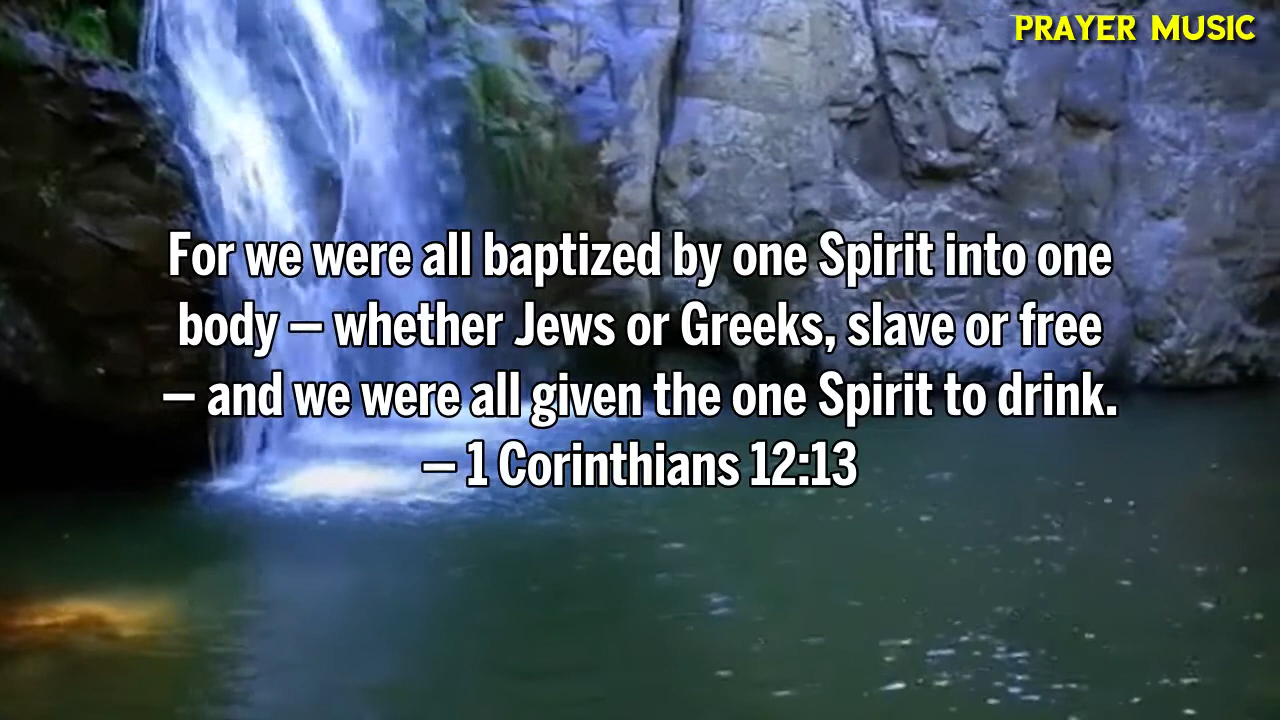 PRAYER MUSIC
For we were all baptized by one Spirit into one
body – whether Jews or Greeks, slave or free
– and we were all given the one Spirit to drink.
– 1 Corinthians 12:13